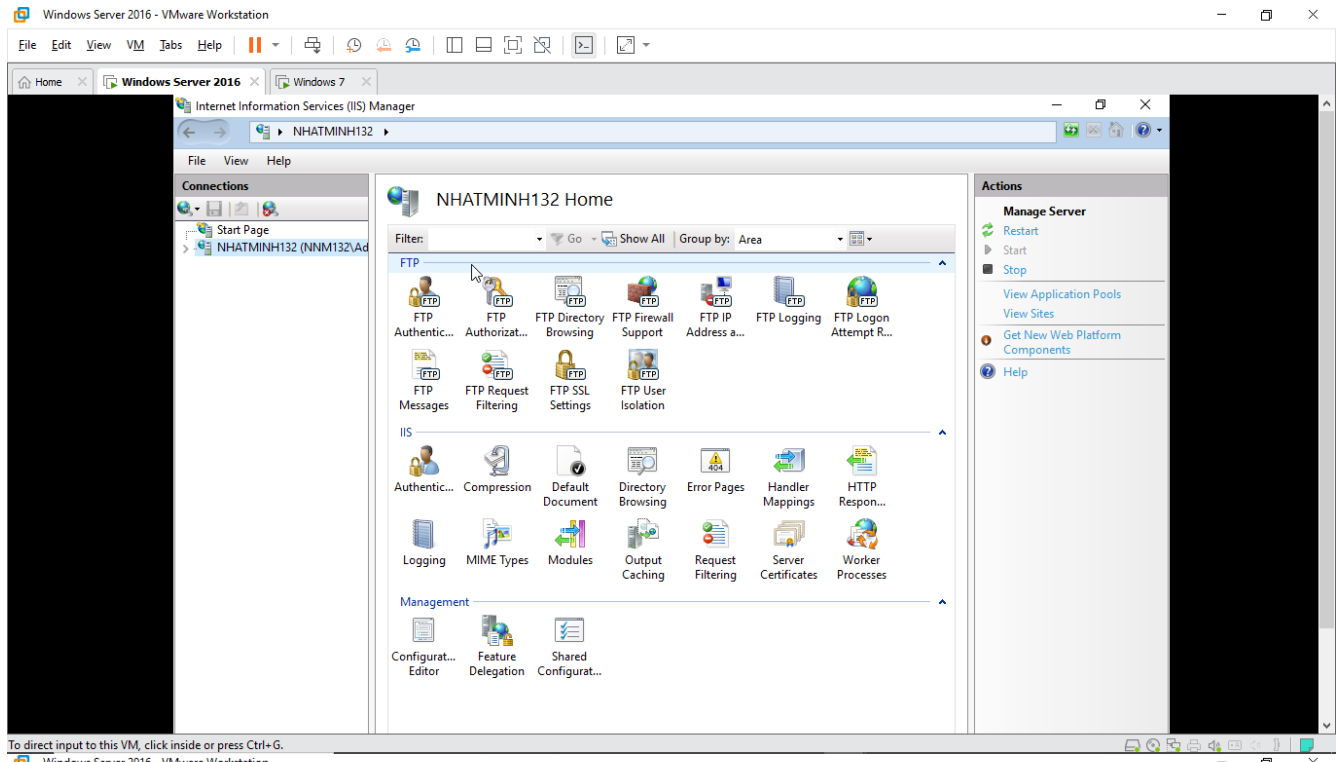 Windows Server 2016 - VMware Workstation
File Edit View VM Tabs Help
Home Windows Server 2016 Windows 7
Internet Information Services (IIS) Manager
NHATMINH132
File View Help
Connections
Start Page
NHATMINH132 (NNM132\Ad
NHATMINH132 Home
Filter: Go Show All Group by: Area
FTP
FTP Authentic...
FTP Authorizat...
FTP Directory Browsing
FTP Firewall Support
FTP IP Address a...
FTP Logging
FTP Logon Attempt R...
FTP Messages
FTP Request Filtering
FTP SSL Settings
FTP User Isolation
IIS
Authentic...
Compression
Default Document
Directory Browsing
404
Error Pages
Handler Mappings
HTTP Respon...
Logging
MIME Types
Modules
Output Caching
Request Filtering
Server Certificates
Worker Processes
Management
Configurat... Editor
Feature Delegation
Shared Configurat...
Actions
Manage Server
Restart
Start
Stop
View Application Pools
View Sites
Get New Web Platform
Components
Help
To direct input to this VM, click inside or press Ctrl+G.
Windows Server 2016 - VMware Workstation